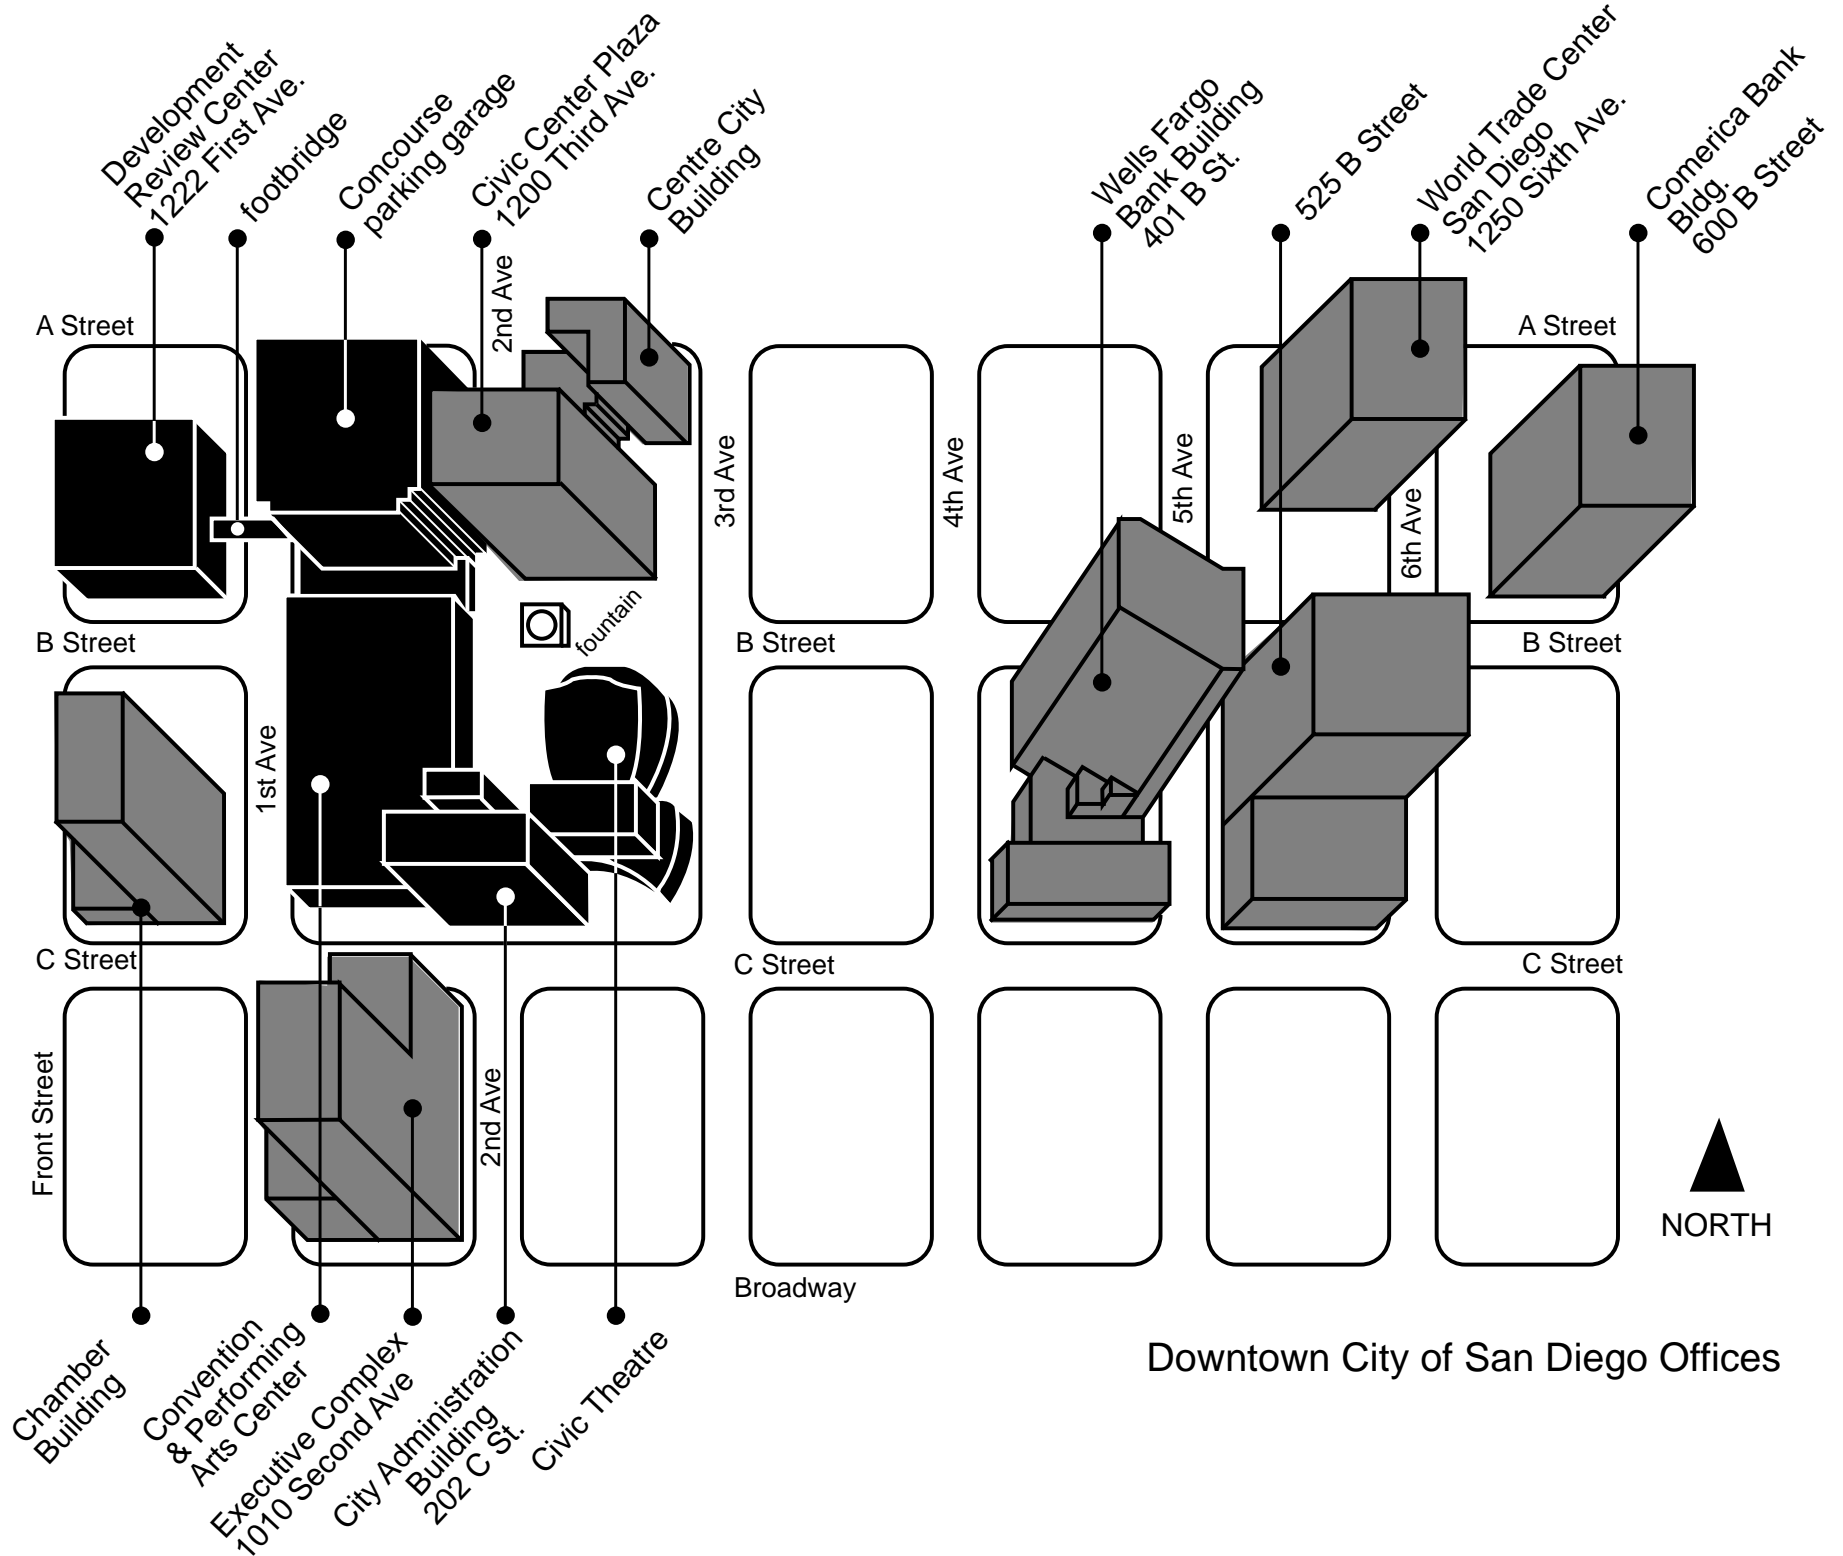 Development
Review Center
1222 First Ave.
footbridge
Concourse
parking garage
Civic Center Plaza
1200 Third Ave.
Centre City
Building
Wells Fargo
Bank Building
401 B St.
525 B Street
World Trade Center
San Diego
1250 Sixth Ave.
Comerica Bank
Bldg.
600 B Street
2nd Ave
A Street
A Street
3rd Ave
4th Ave
5th Ave
6th Ave
fountain
B Street
B Street
B Street
1st Ave
C Street
C Street
C Street
Front Street
2nd Ave
NORTH
Broadway
Downtown City of San Diego Offices
Chamber
Building
Convention
& Performing
Arts Center
Executive Complex
1010 Second Ave
City Administration
Building
202 C St.
Civic Theatre